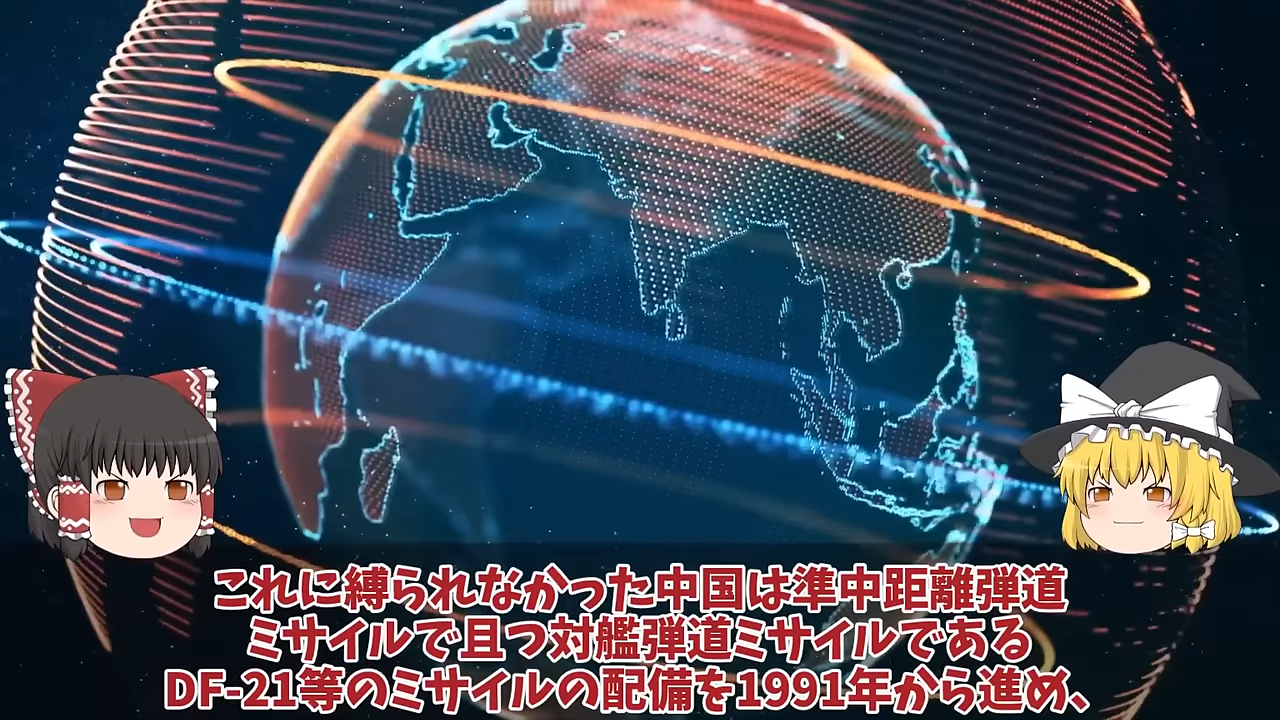 これに縛られなかった中国は準中距離弾道
ミサイルで且つ対艦弾道ミサイルである
DF-21等のミサイルの配備を1991年から進め、